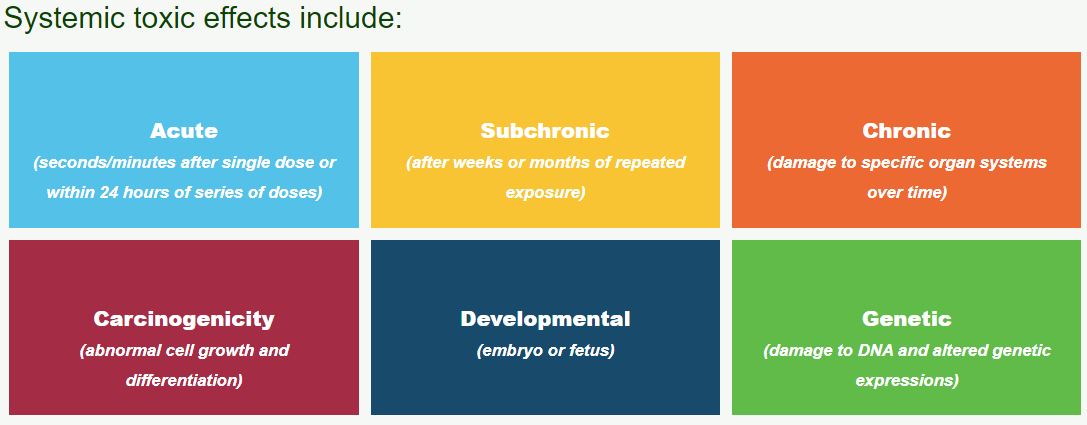 Systemic toxic effects include:
Acute
(seconds/minutes after single dose or
within 24 hours of series of doses)
Subchronic
(after weeks or months of repeated
exposure)
Chronic
(damage to specific organ systems
over time)
Carcinogenicity
(abnormal cell growth and
differentiation)
Developmental
(embryo or fetus)
Genetic
(damage to DNA and altered genetic
expressions)